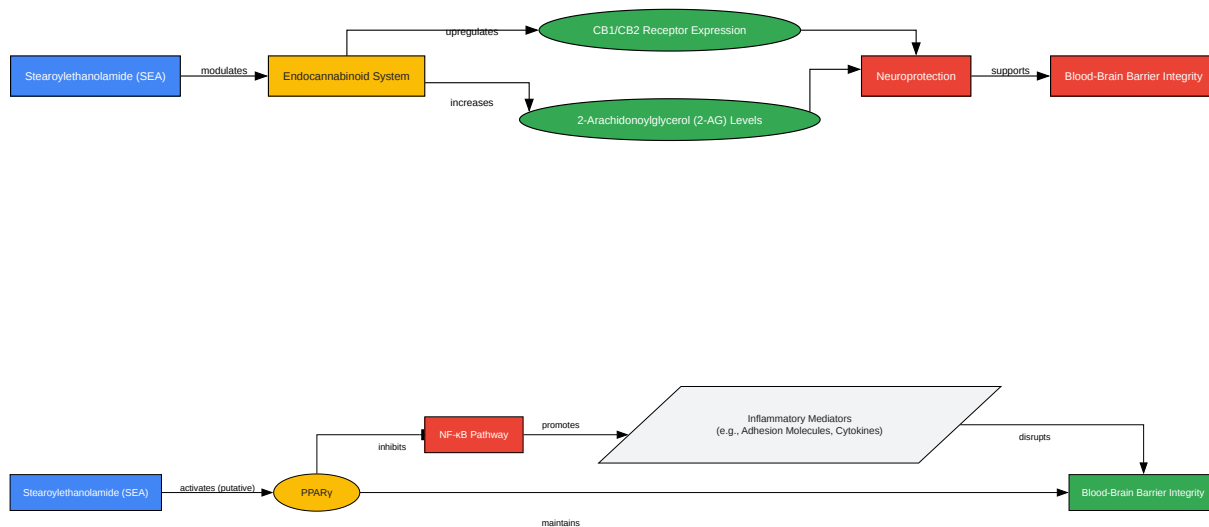 upregulates
CB1/CB2 Receptor Expression
Stearoylethanolamide (SEA)
modulates
Endocannabinoid System
Neuroprotection
supports
Blood-Brain Barrier Integrity
increases
2-Arachidonoylglycerol (2-AG) Levels
Inflammatory Mediators
(e.g., Adhesion Molecules, Cytokines)
NF-κB Pathway
promotes
inhibits
disrupts
Stearoylethanolamide (SEA)
activates (putative)
PPARγ
Blood-Brain Barrier Integrity
maintains